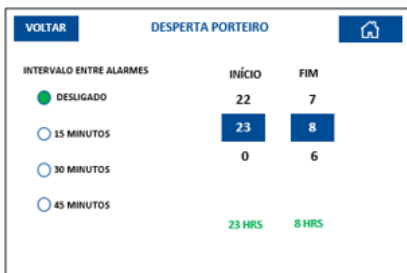 VOLTAR
DESPERTA PORTEIRO
INTERVALO ENTRE ALARMES
DESLIGADO
15 MINUTOS
30 MINUTOS
45 MINUTOS
INÍCIO FIM
22 7
23 8
0 6
23 HRS 8 HRS